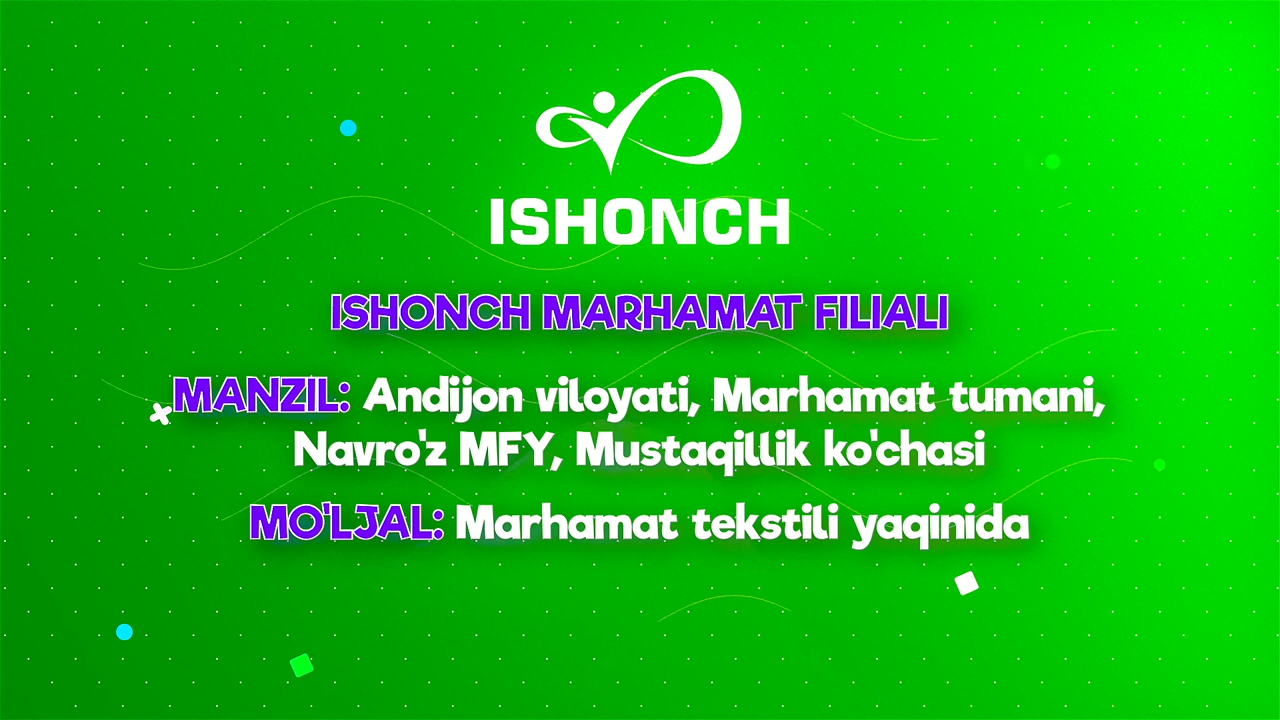 ISHONCH
ISHONCH MARHAMAT FILIALI
MANZIL: Andijon viloyati, Marhamat tumani,
Navro'z MFY, Mustaqillik ko'chasi
MO'LJAL: Marhamat tekstili yaqinida